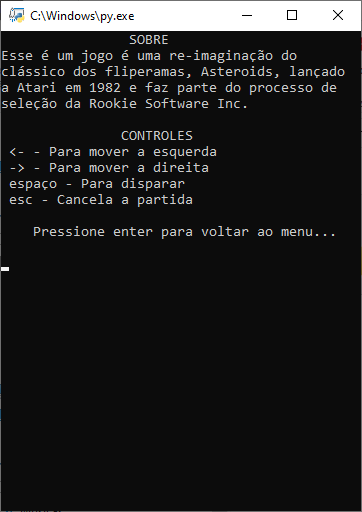 C:\Windows\py.exe
SOBRE
Esse é um jogo é uma re-imaginação do
clássico dos fliperamas, Asteroids, lançado
a Atari em 1982 e faz parte do processo de
seleção da Rookie Software Inc.
CONTROLES
<- - Para mover a esquerda
-> - Para mover a direita
espaço - Para disparar
esc - Cancela a partida
Pressione enter para voltar ao menu...